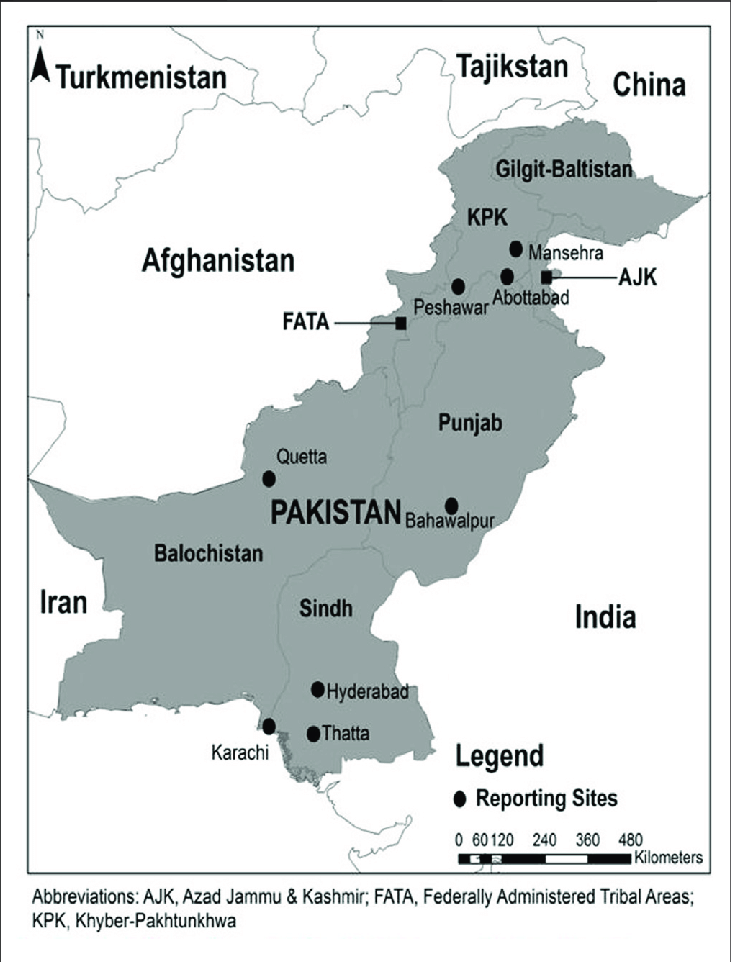 N
Turkmenistan
Tajikstan
China
Gilgit-Baltistan
KPK
Afghanistan
Mansehra
AJK
Abottabad
Peshawar
FATA
Punjab
Quetta
PAKISTAN
Bahawalpur
Balochistan
Iran
Sindh
India
Hyderabad
Thatta
Karachi
Legend
Reporting Sites
0 60 120 240 360 480
Kilometers
Abbreviations: AJK, Azad Jammu & Kashmir; FATA, Federally Administered Tribal Areas;
KPK, Khyber-Pakhtunkhwa